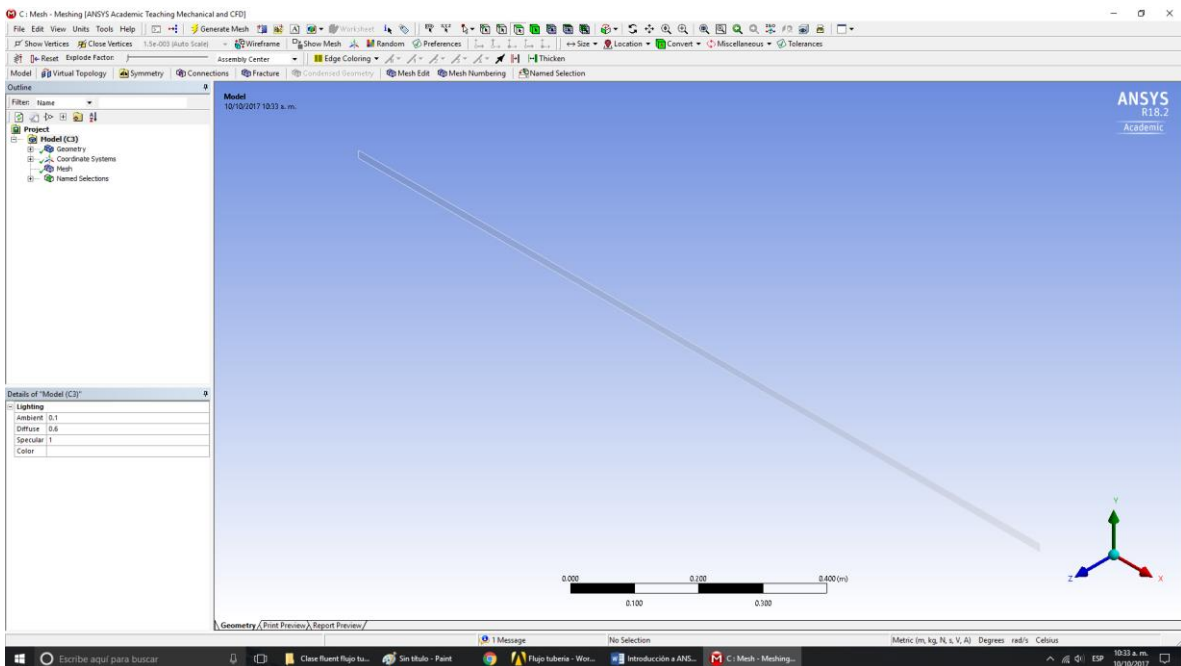 C : Mesh - Meshing [ANSYS Academic Teaching Mechanical and CFD]
File Edit View Units Tools Help Generate Mesh Worksheet
Show Vertices Close Vertices 1.5e-003 (Auto Scale) Wireframe Show Mesh Random Preferences Size Location Convert Miscellaneous Tolerances
Reset Explode Factor: Assembly Center Edge Coloring Thicken
Model Virtual Topology Symmetry Connections Fracture Condensed Geometry Mesh Edit Mesh Numbering Named Selection
Outline
Filter: Name
Project
Model (C3)
Geometry
Coordinate Systems
Mesh
Named Selections
Details of "Model (C3)"
Lighting
Ambient 0.1
Diffuse 0.6
Specular 1
Color
Model
10/10/2017 10:33 a. m.
ANSYS
R18.2
Academic
Y
Z
X
0.000 0.200 0.400 (m)
0.100 0.300
Geometry Print Preview Report Preview
1 Message No Selection Metric (m, kg, N, s, V, A) Degrees rad/s Celsius
Escribe aquí para buscar Clase fluent flujo tu... Sin título - Paint Flujo tuberia - Wor... Introducción a ANS... C : Mesh - Meshing... ESP 10:33 a. m.
10/10/2017